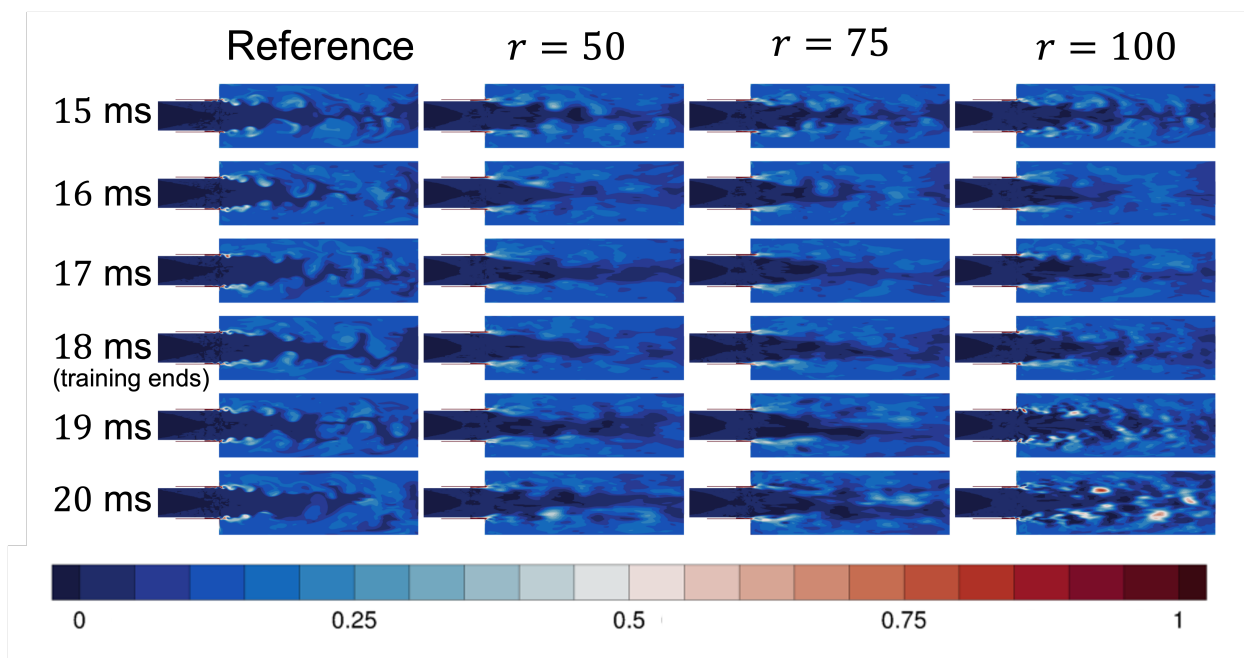 Reference r = 50 r = 75 r = 100
15 ms
16 ms
17 ms
18 ms
(training ends)
19 ms
20 ms
0 0.25 0.5 0.75 1